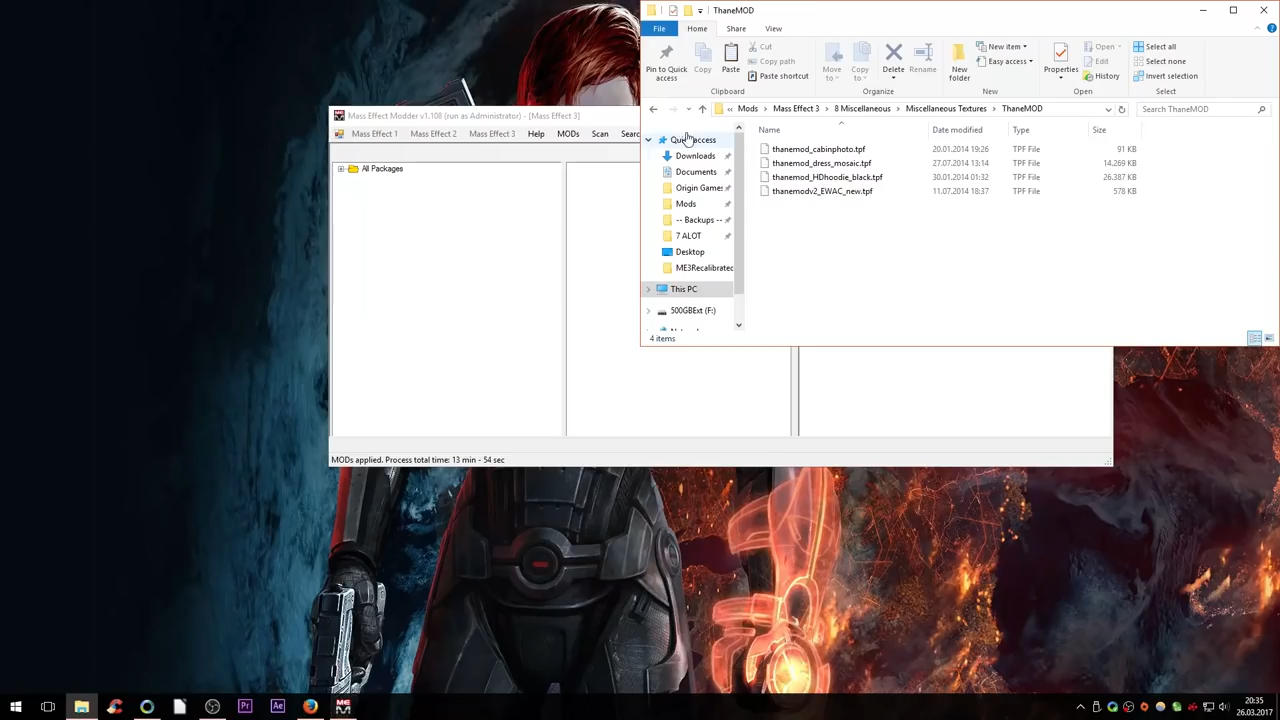 ThaneMOD
File Home Share View
Pin to Quick access
Copy
Paste
Cut
Copy path
Paste shortcut
Move to
Copy to
Delete
Rename
New folder
New item
Easy access
Properties
Open
Edit
History
Select all
Select none
Invert selection
Clipboard Organize New Open Select
« Mods Mass Effect 3 8 Miscellaneous Miscellaneous Textures ThaneMOD
Search ThaneMOD
Mass Effect Modder v1.108 (run as Administrator) - [Mass Effect 3]
Mass Effect 1 Mass Effect 2 Mass Effect 3 Help MODs Scan Searc
All Packages
Quick access
Downloads
Documents
Origin Games
Mods
-- Backups --
7 ALOT
Desktop
ME3Recalibrated
This PC
500GBExt (F:)
Name Date modified Type Size
thanemod_cabinphoto.tpf 20.01.2014 19:26 TPF File 91 KB
thanemod_dress_mosaic.tpf 27.07.2014 13:14 TPF File 14,269 KB
thanemod_HDhoodie_black.tpf 30.01.2014 01:32 TPF File 26,387 KB
thanemodv2_EWAC_new.tpf 11.07.2014 18:37 TPF File 578 KB
4 items
MODs applied. Process total time: 13 min - 54 sec
Pr Ae
20:35
26.03.2017